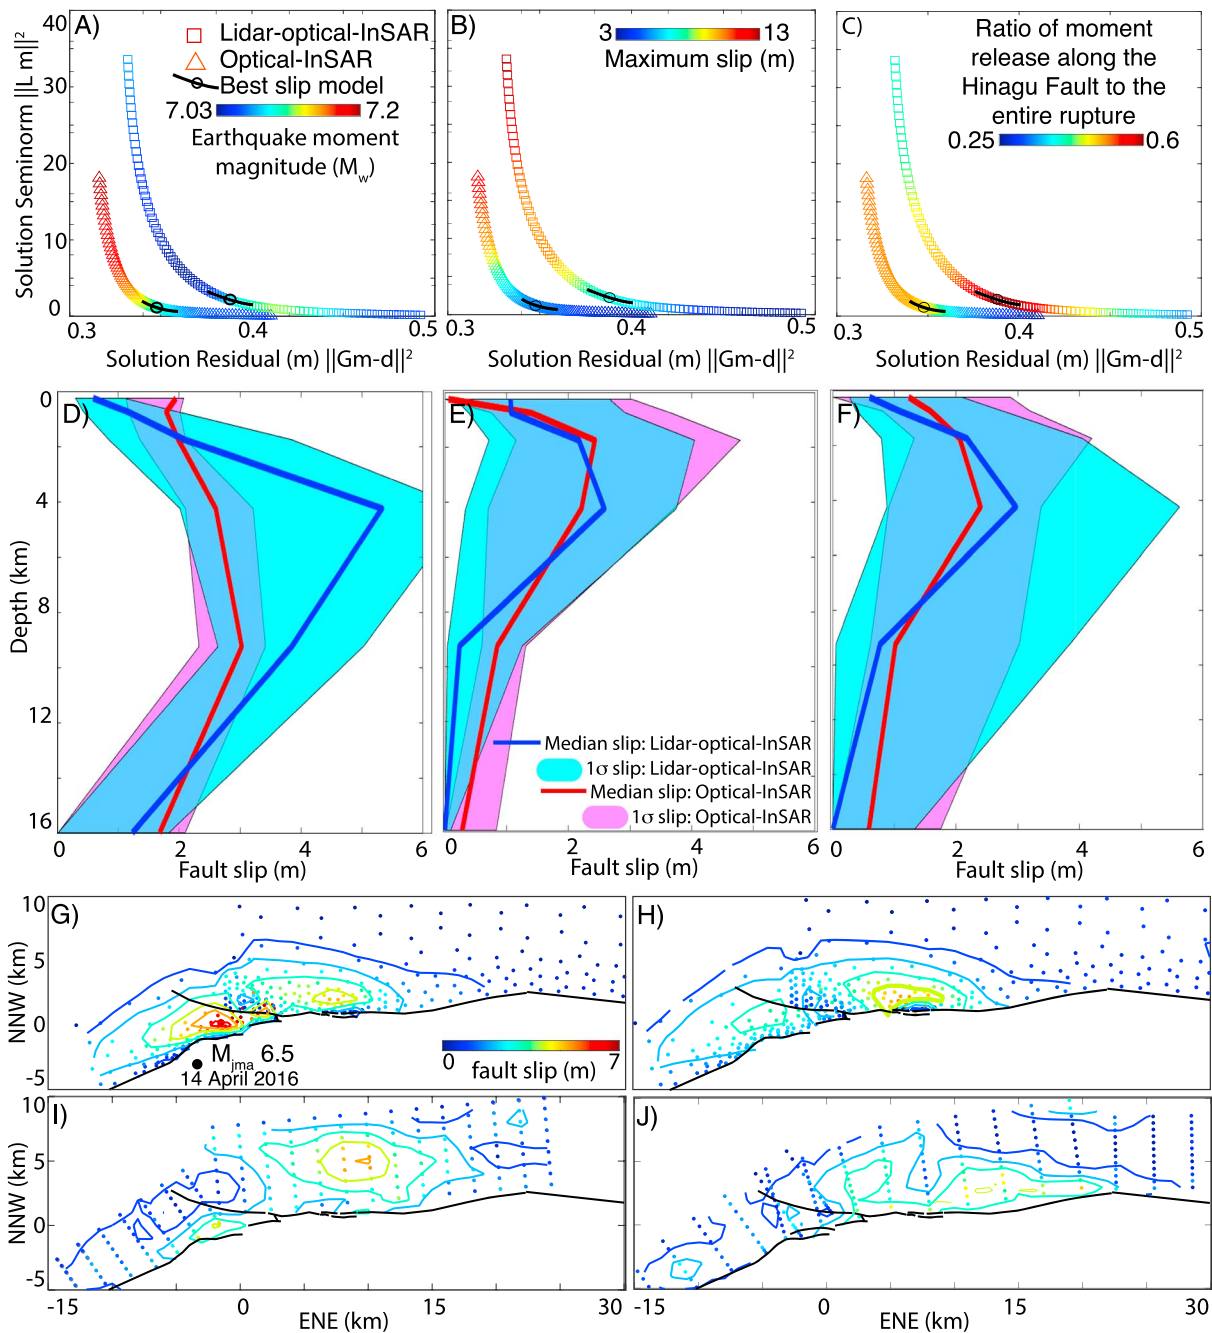 A)
Lidar-optical-InSAR
Optical-InSAR
Best slip model
7.03 7.2
Earthquake moment
magnitude (Mw)
40
30
20
10
0
Solution Seminorm ||L m||²
0.3 0.4 0.5
Solution Residual (m) ||Gm-d||²
B)
3 13
Maximum slip (m)
0.3 0.4 0.5
Solution Residual (m) ||Gm-d||²
C)
Ratio of moment
release along the
Hinagu Fault to the
entire rupture
0.25 0.6
0.3 0.4 0.5
Solution Residual (m) ||Gm-d||²
D)
0
4
8
12
16
Depth (km)
0 2 4 6
Fault slip (m)
E)
Median slip: Lidar-optical-InSAR
1σ slip: Lidar-optical-InSAR
Median slip: Optical-InSAR
1σ slip: Optical-InSAR
0 2 4 6
Fault slip (m)
F)
0 2 4 6
Fault slip (m)
G)
10
5
0
-5
NNW (km)
Mjma 6.5
14 April 2016
0 7
fault slip (m)
H)
I)
10
5
0
-5
NNW (km)
-15 0 15 30
ENE (km)
J)
-15 0 15 30
ENE (km)